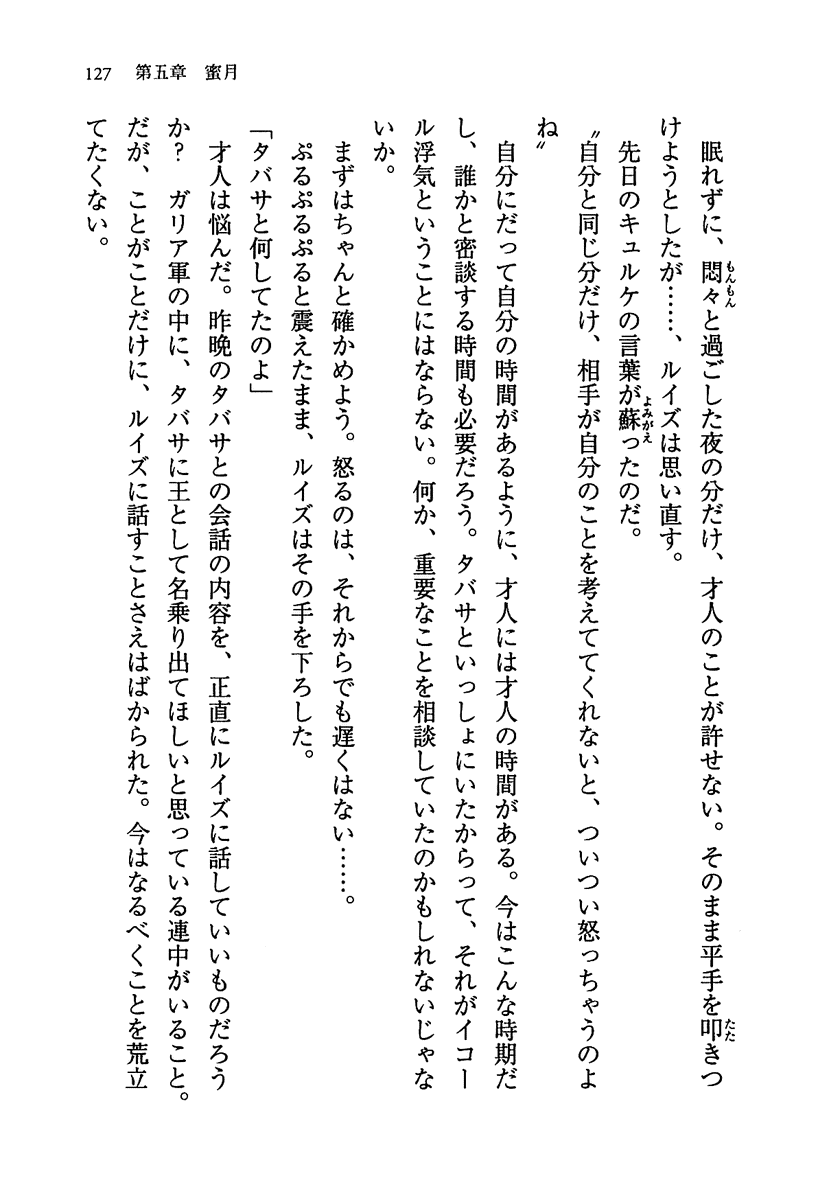 127　第五章　蜜月
　眠れずに、悶々と過ごした夜の分だけ、才人のことが許せない。そのまま平手を叩きつ
けようとしたが……、ルイズは思い直す。
　先日のキュルケの言葉が蘇ったのだ。
〝自分と同じ分だけ、相手が自分のことを考えててくれないと、ついつい怒っちゃうのよ
ね〟
　自分にだって自分の時間があるように、才人には才人の時間がある。今はこんな時期だ
し、誰かと密談する時間も必要だろう。タバサといっしょにいたからって、それがイコー
ル浮気ということにはならない。何か、重要なことを相談していたのかもしれないじゃな
いか。
　まずはちゃんと確かめよう。怒るのは、それからでも遅くはない……。
　ぷるぷるぷると震えたまま、ルイズはその手を下ろした。
「タバサと何してたのよ」
　才人は悩んだ。昨晩のタバサとの会話の内容を、正直にルイズに話していいものだろう
か？　ガリア軍の中に、タバサに王として名乗り出てほしいと思っている連中がいること。
だが、ことがことだけに、ルイズに話すことさえはばかられた。今はなるべくことを荒立
てたくない。